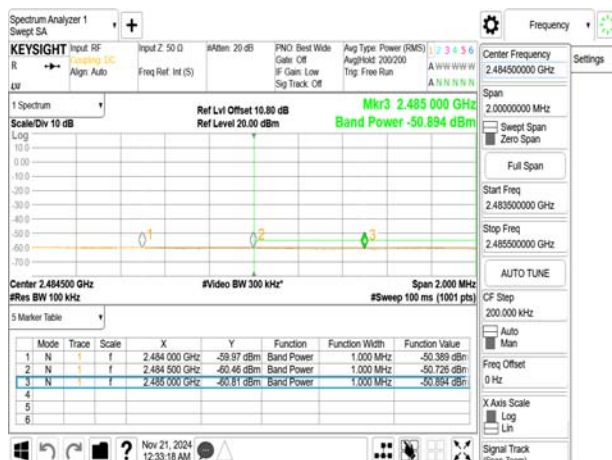 Spectrum Analyzer 1
Swept SA
Frequency
KEYSIGHT Input: RF Input Z: 50 Ω #Atten: 20 dB PNO: Best Wide Avg Type: Power (RMS) 1 2 3 4 5 6
R Coupling: DC Gate: Off Avg|Hold: 200/200 A W W W W W
Align: Auto Freq Ref: Int (S) IF Gain: Low Trig: Free Run
Sig Track: Off A N N N N N
1 Spectrum
Scale/Div 10 dB Ref Lvl Offset 10.80 dB Mkr3 2.485 000 GHz
Ref Level 20.00 dBm Band Power -50.894 dBm
Log
10.0
0.00
-10.0
-20.0
-30.0
-40.0
-50.0
-60.0
-70.0
1
2
3
Center 2.484500 GHz #Video BW 300 kHz* Span 2.000 MHz
#Res BW 100 kHz #Sweep 100 ms (1001 pts)
5 Marker Table
Mode Trace Scale X Y Function Function Width Function Value
1 N 1 f 2.484 000 GHz -59.97 dBm Band Power 1.000 MHz -50.389 dBm
2 N 1 f 2.484 500 GHz -60.46 dBm Band Power 1.000 MHz -50.726 dBm
3 N 1 f 2.485 000 GHz -60.81 dBm Band Power 1.000 MHz -50.894 dBm
4
5
6
?
Nov 21, 2024
12:33:18 AM
Settings
Center Frequency
2.484500000 GHz
Span
2.00000000 MHz
Swept Span
Zero Span
Full Span
Start Freq
2.483500000 GHz
Stop Freq
2.485500000 GHz
AUTO TUNE
CF Step
200.000 kHz
Auto
Man
Freq Offset
0 Hz
X Axis Scale
Log
Lin
Signal Track